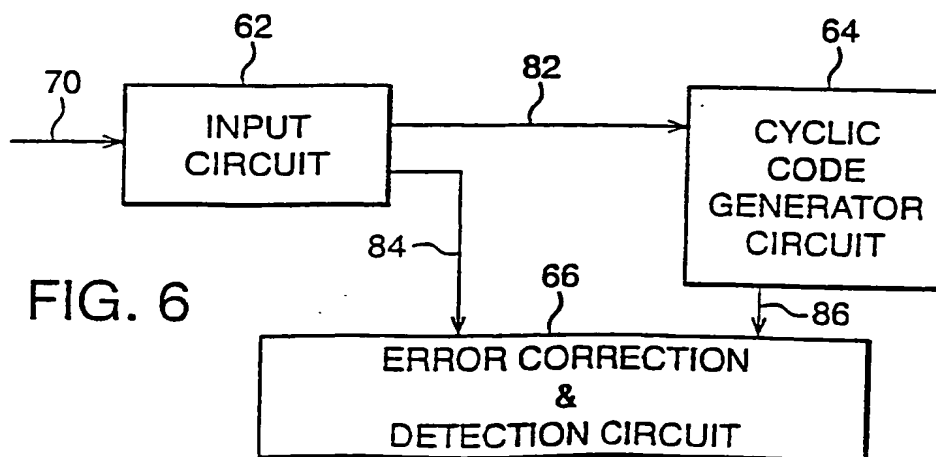 62
64
70
82
INPUT
CIRCUIT
CYCLIC
CODE
GENERATOR
CIRCUIT
84
FIG. 6
66
86
ERROR CORRECTION
&
DETECTION CIRCUIT